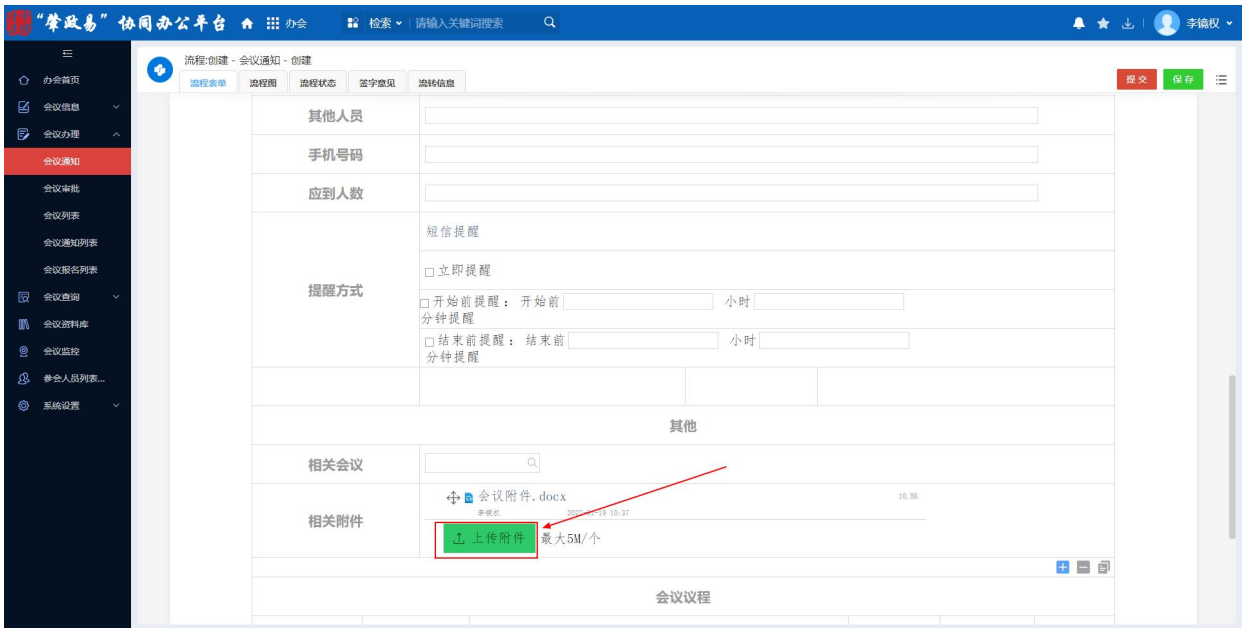 “肇政易”协同办公平台 办会 检索 请输入关键词搜索 李镜权
流程:创建 - 会议通知 - 创建
流程表单 流程图 流程状态 签字意见 流转信息 提交 保存
办会首页
会议信息
会议办理
会议通知
会议审批
会议列表
会议通知列表
会议报名列表
会议查询
会议资料库
会议监控
参会人员列表...
系统设置
其他人员
手机号码
应到人数
提醒方式
短信提醒
立即提醒
开始前提醒：开始前 小时
分钟提醒
结束前提醒：结束前 小时
分钟提醒
其他
相关会议
相关附件
会议附件.docx
上传附件 最大5M/个
会议议程